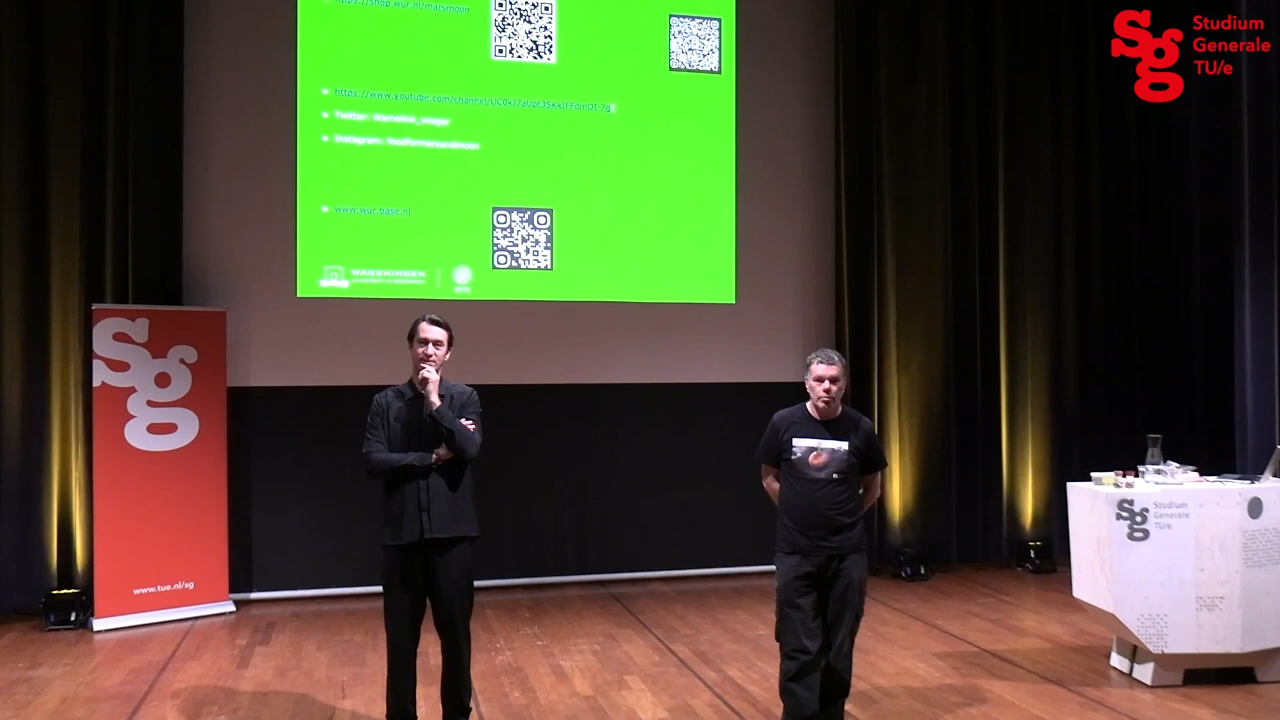 https://shop.wur.nl/marsmoon
https://www.youtube.com/channel/UC0kJ7aUpt3SKkIFFdmOI-7g
Twitter: Wamelink_wieger
Instagram: foodformarsandmoon
www.wur.base.nl
WAGENINGEN
Sg
Studium
Generale
TU/e
sg
www.tue.nl/sg
sg
Studium
Generale
TU/e